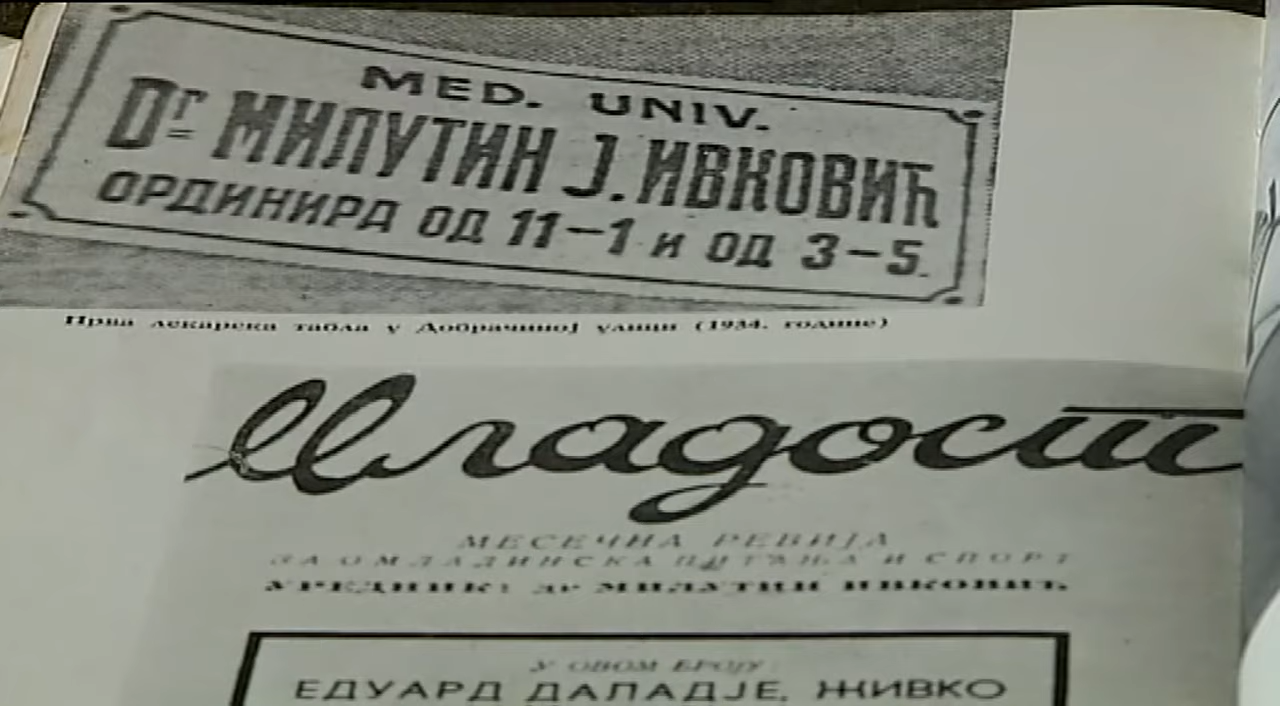 MED. UNIV.
Dr МИЛУТИН Ј. ИВКОВИЋ
ОРДИНИРА ОД 11–1 И ОД 3–5.
Прва лекарска табла у Добрачиној улици (1934. године)
Младост
МЕСЕЧНА РЕВИЈА
ЗА ОМЛАДИНСКА ПИТАЊА И СПОРТ
УРЕДНИК: др МИЛУТИН ИВКОВИЋ.
У ОВОМ БРОЈУ
ЕДУАРД ДАЛАДЈЕ, ЖИВКО